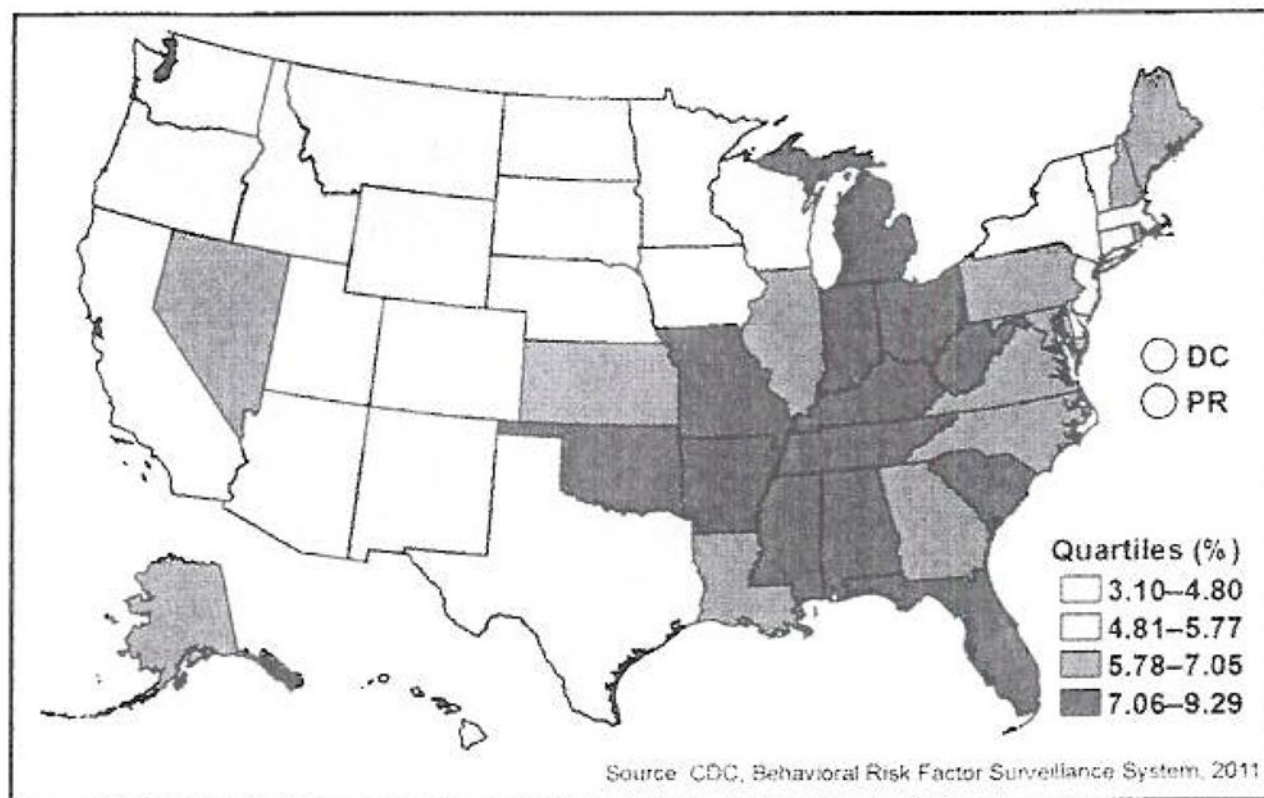 DC
PR
Quartiles (%)
3.10–4.80
4.81–5.77
5.78–7.05
7.06–9.29
Source: CDC, Behavioral Risk Factor Surveillance System, 2011